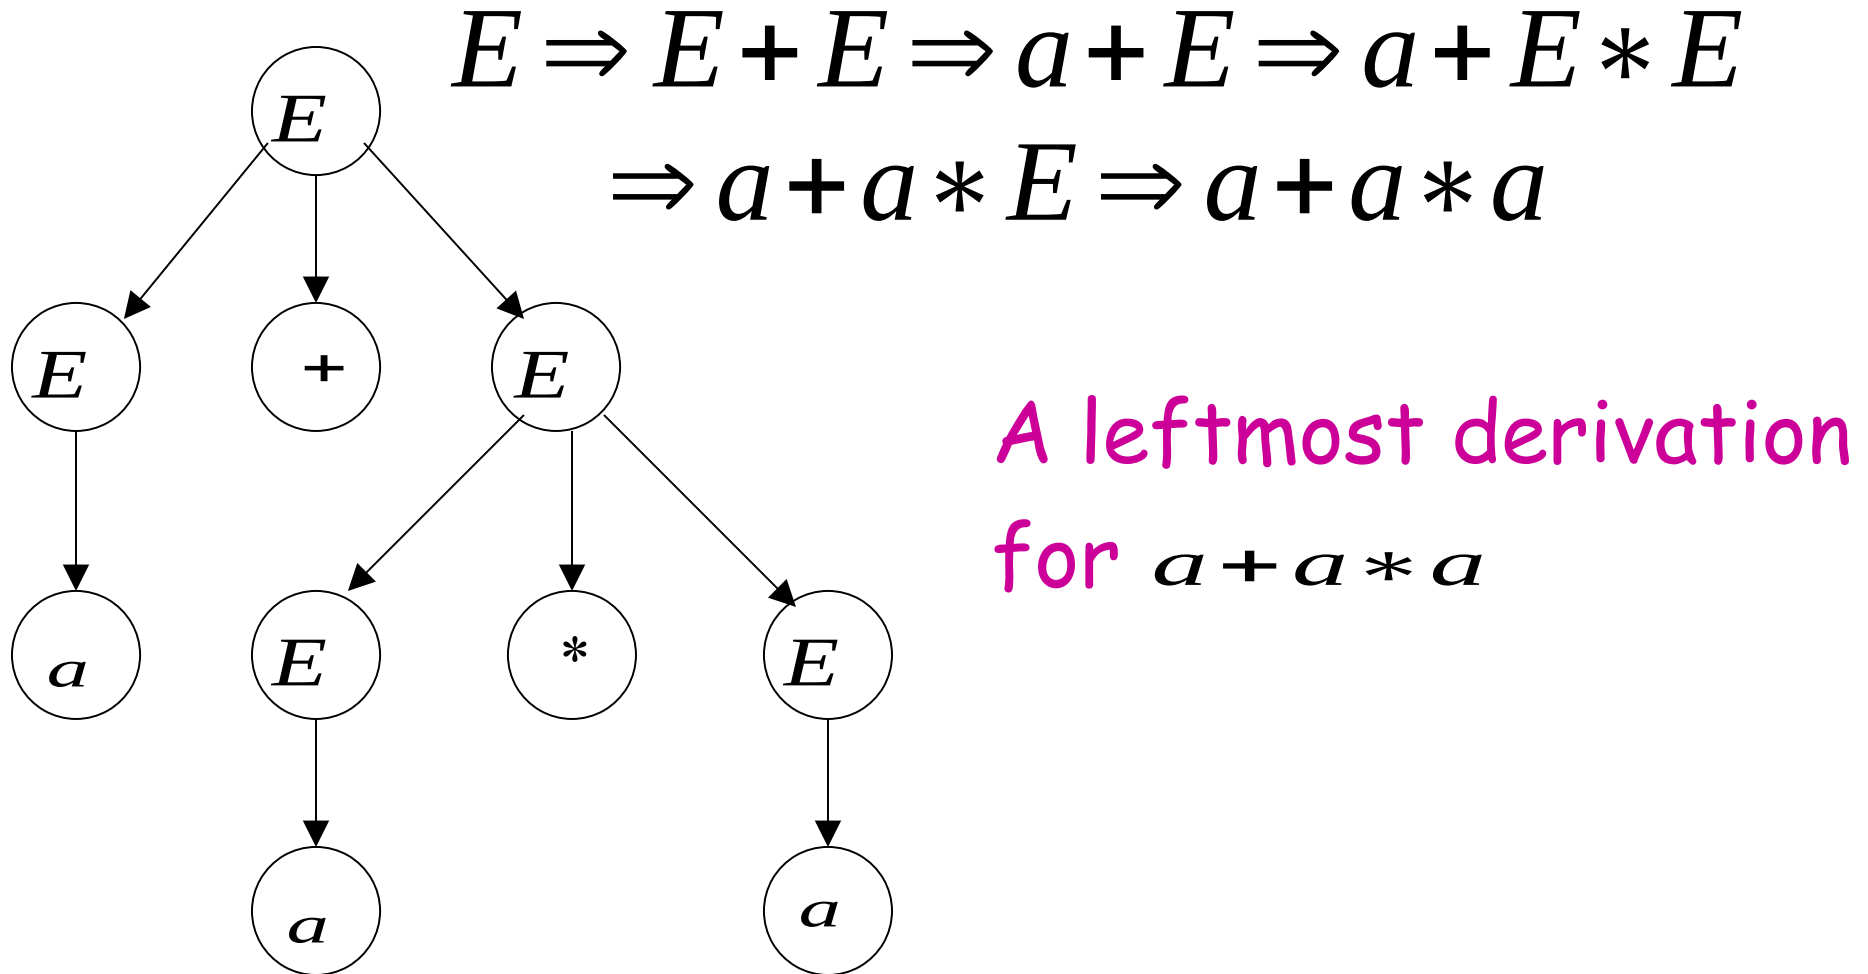 E ⇒ E + E ⇒ a + E ⇒ a + E ∗ E
⇒ a + a ∗ E ⇒ a + a ∗ a
E
E + E
A leftmost derivation
for a + a ∗ a
a E * E
a a